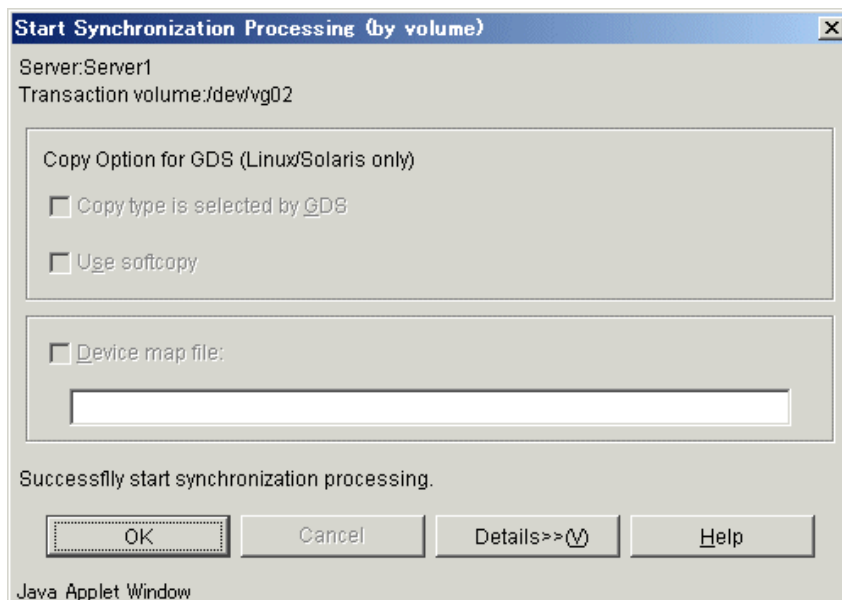 Start Synchronization Processing (by volume)
Server:Server1
Transaction volume:/dev/vg02
Copy Option for GDS (Linux/Solaris only)
Copy type is selected by GDS
Use softcopy
Device map file:
Successflly start synchronization processing.
OK Cancel Details>>(V) Help
Java Applet Window